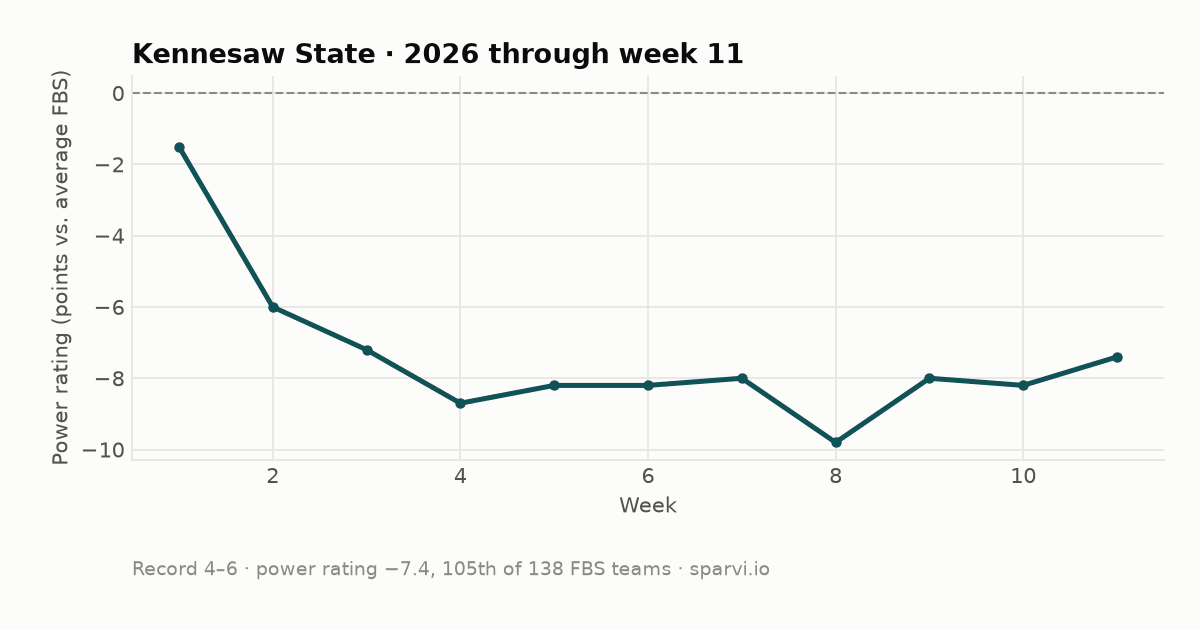 Kennesaw State · 2026 through week 11
Power rating (points vs. average FBS)
0
−2
−4
−6
−8
−10
2 4 6 8 10
Week
Record 4–6 · power rating −7.4, 105th of 138 FBS teams · sparvi.io